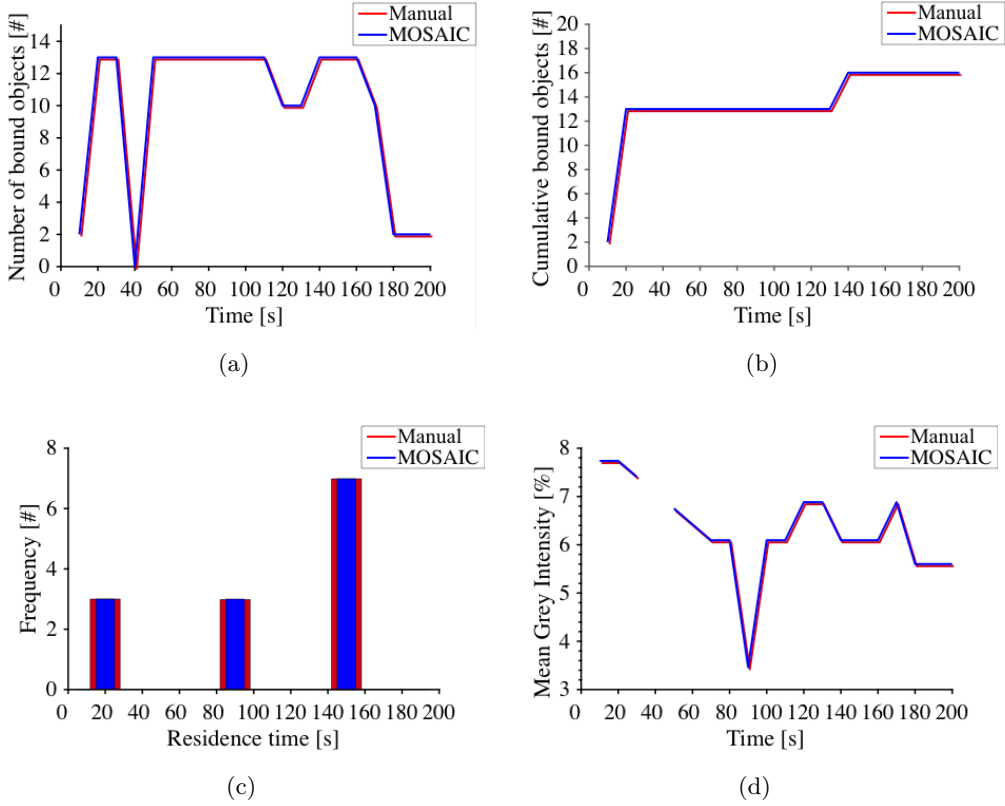 Manual
MOSAIC
Number of bound objects [#]
14
12
10
8
6
4
2
0
0 20 40 60 80 100 120 140 160 180 200
Time [s]
(a)
Manual
MOSAIC
Cumulative bound objects [#]
20
18
16
14
12
10
8
6
4
2
0
0 20 40 60 80 100 120 140 160 180 200
Time [s]
(b)
Manual
MOSAIC
Frequency [#]
8
6
4
2
0
0 20 40 60 80 100 120 140 160 180 200
Residence time [s]
(c)
Manual
MOSAIC
Mean Grey Intensity [%]
8
7
6
5
4
3
0 20 40 60 80 100 120 140 160 180 200
Time [s]
(d)